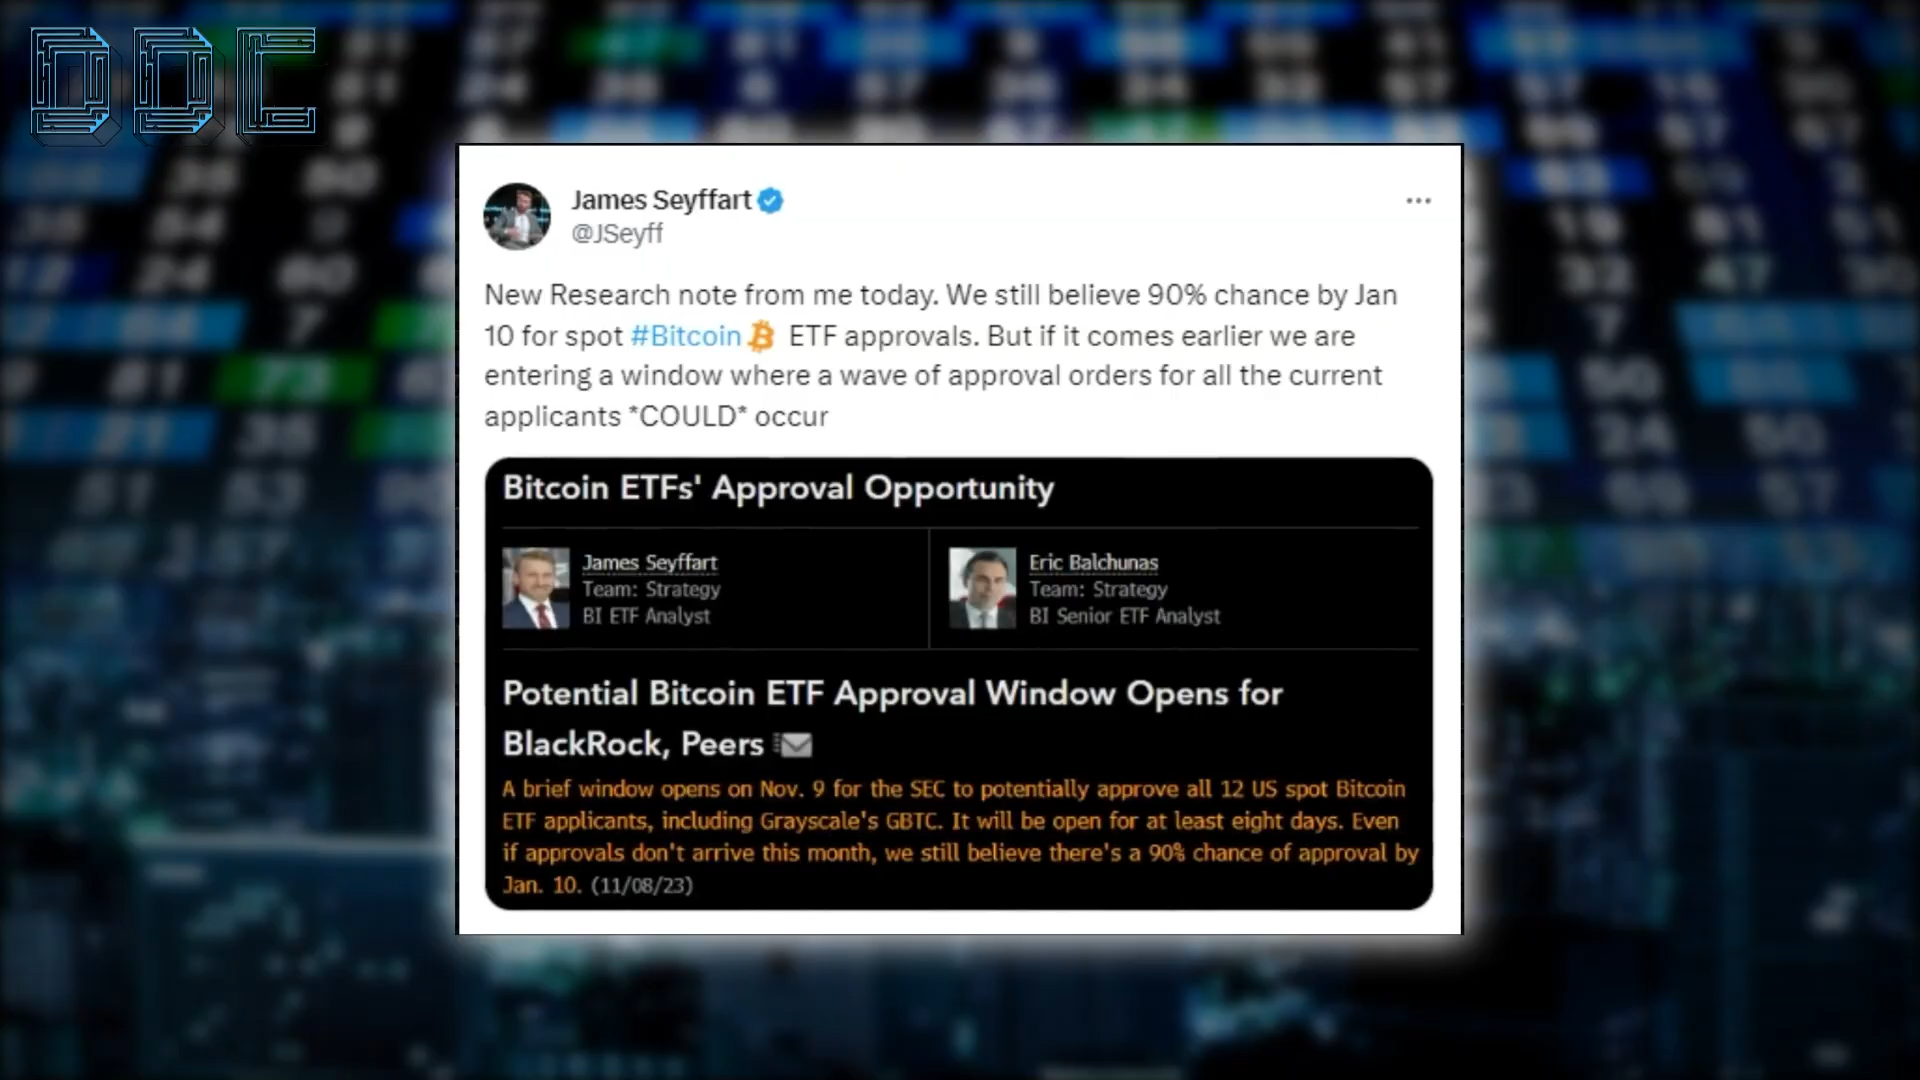 DDC
James Seyffart
@JSeyff
New Research note from me today. We still believe 90% chance by Jan
10 for spot #Bitcoin ETF approvals. But if it comes earlier we are
entering a window where a wave of approval orders for all the current
applicants *COULD* occur
Bitcoin ETFs' Approval Opportunity
James Seyffart
Team: Strategy
BI ETF Analyst
Eric Balchunas
Team: Strategy
BI Senior ETF Analyst
Potential Bitcoin ETF Approval Window Opens for
BlackRock, Peers
A brief window opens on Nov. 9 for the SEC to potentially approve all 12 US spot Bitcoin
ETF applicants, including Grayscale's GBTC. It will be open for at least eight days. Even
if approvals don't arrive this month, we still believe there's a 90% chance of approval by
Jan. 10. (11/08/23)